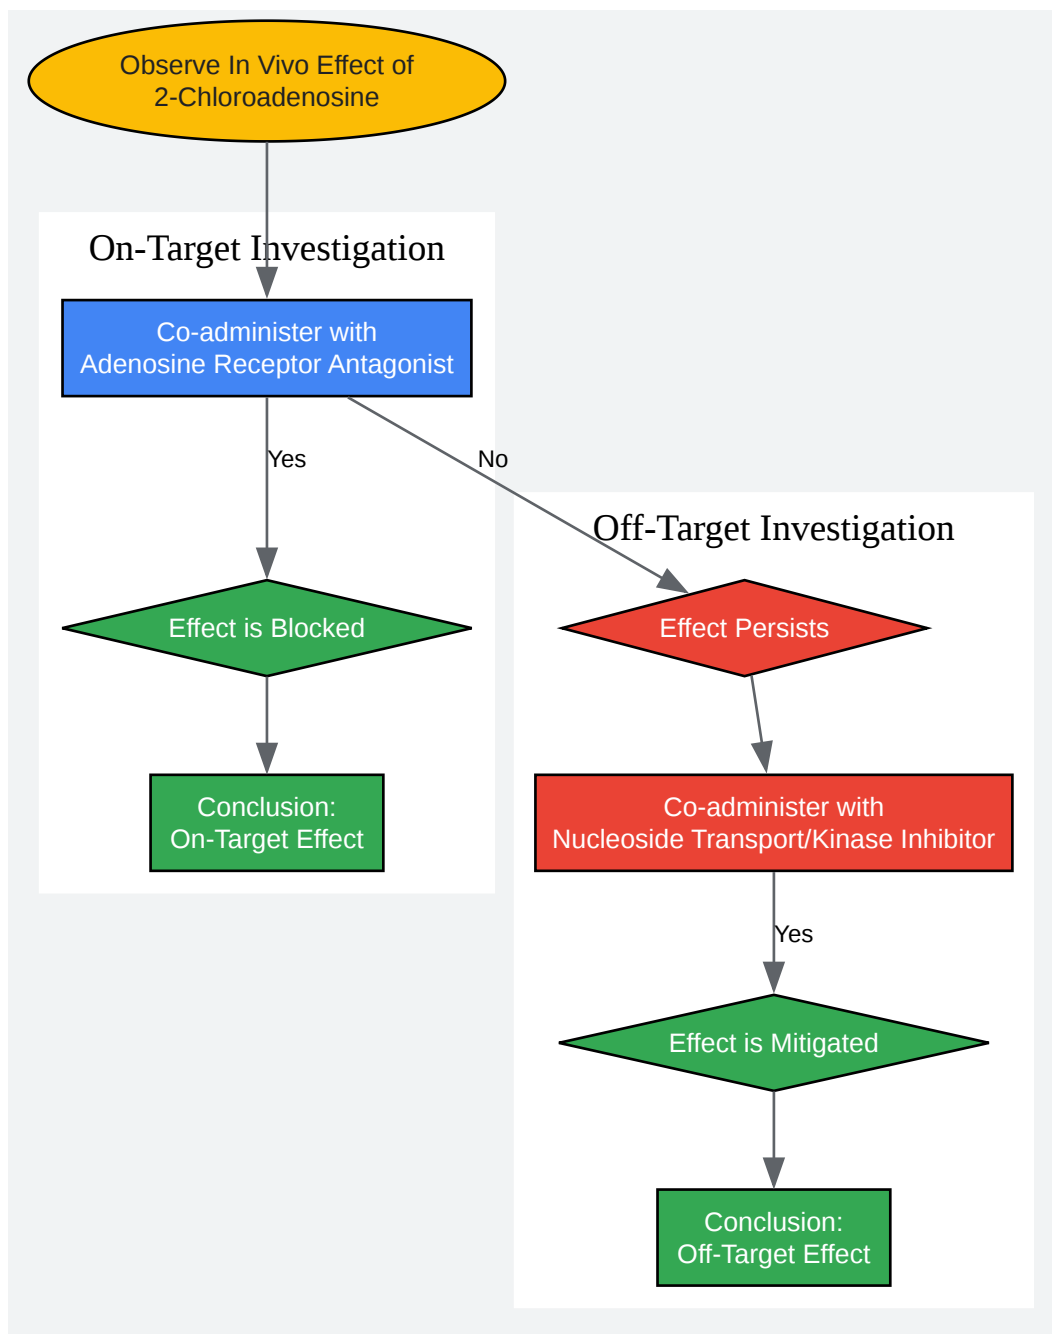 Observe In Vivo Effect of
2-Chloroadenosine
On-Target Investigation
Co-administer with
Adenosine Receptor Antagonist
Yes
No
Off-Target Investigation
Effect is Blocked
Effect Persists
Conclusion:
On-Target Effect
Co-administer with
Nucleoside Transport/Kinase Inhibitor
Yes
Effect is Mitigated
Conclusion:
Off-Target Effect